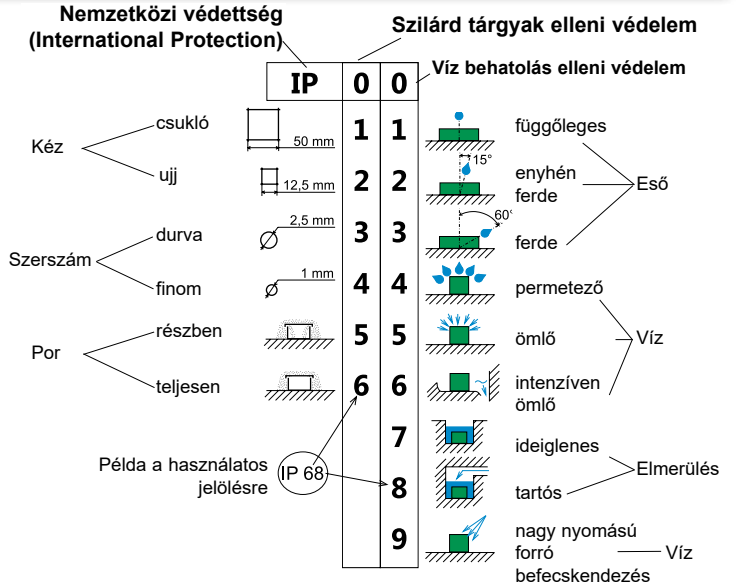 Nemzetközi védettség
(International Protection)
Szilárd tárgyak elleni védelem
Víz behatolás elleni védelem
IP 0 0
Kéz
csukló
50 mm
1 1
függőleges
ujj
12,5 mm
2 2
15°
enyhén
ferde
Eső
Szerszám
durva
2,5 mm
3 3
60°
ferde
finom
1 mm
4 4
permetező
Por
részben
5 5
ömlő
Víz
teljesen
6 6
intenzíven
ömlő
7
ideiglenes
Elmerülés
Példa a használatos
jelölésre
IP 68
8
tartós
9
nagy nyomású
forró
befecskendezés
Víz